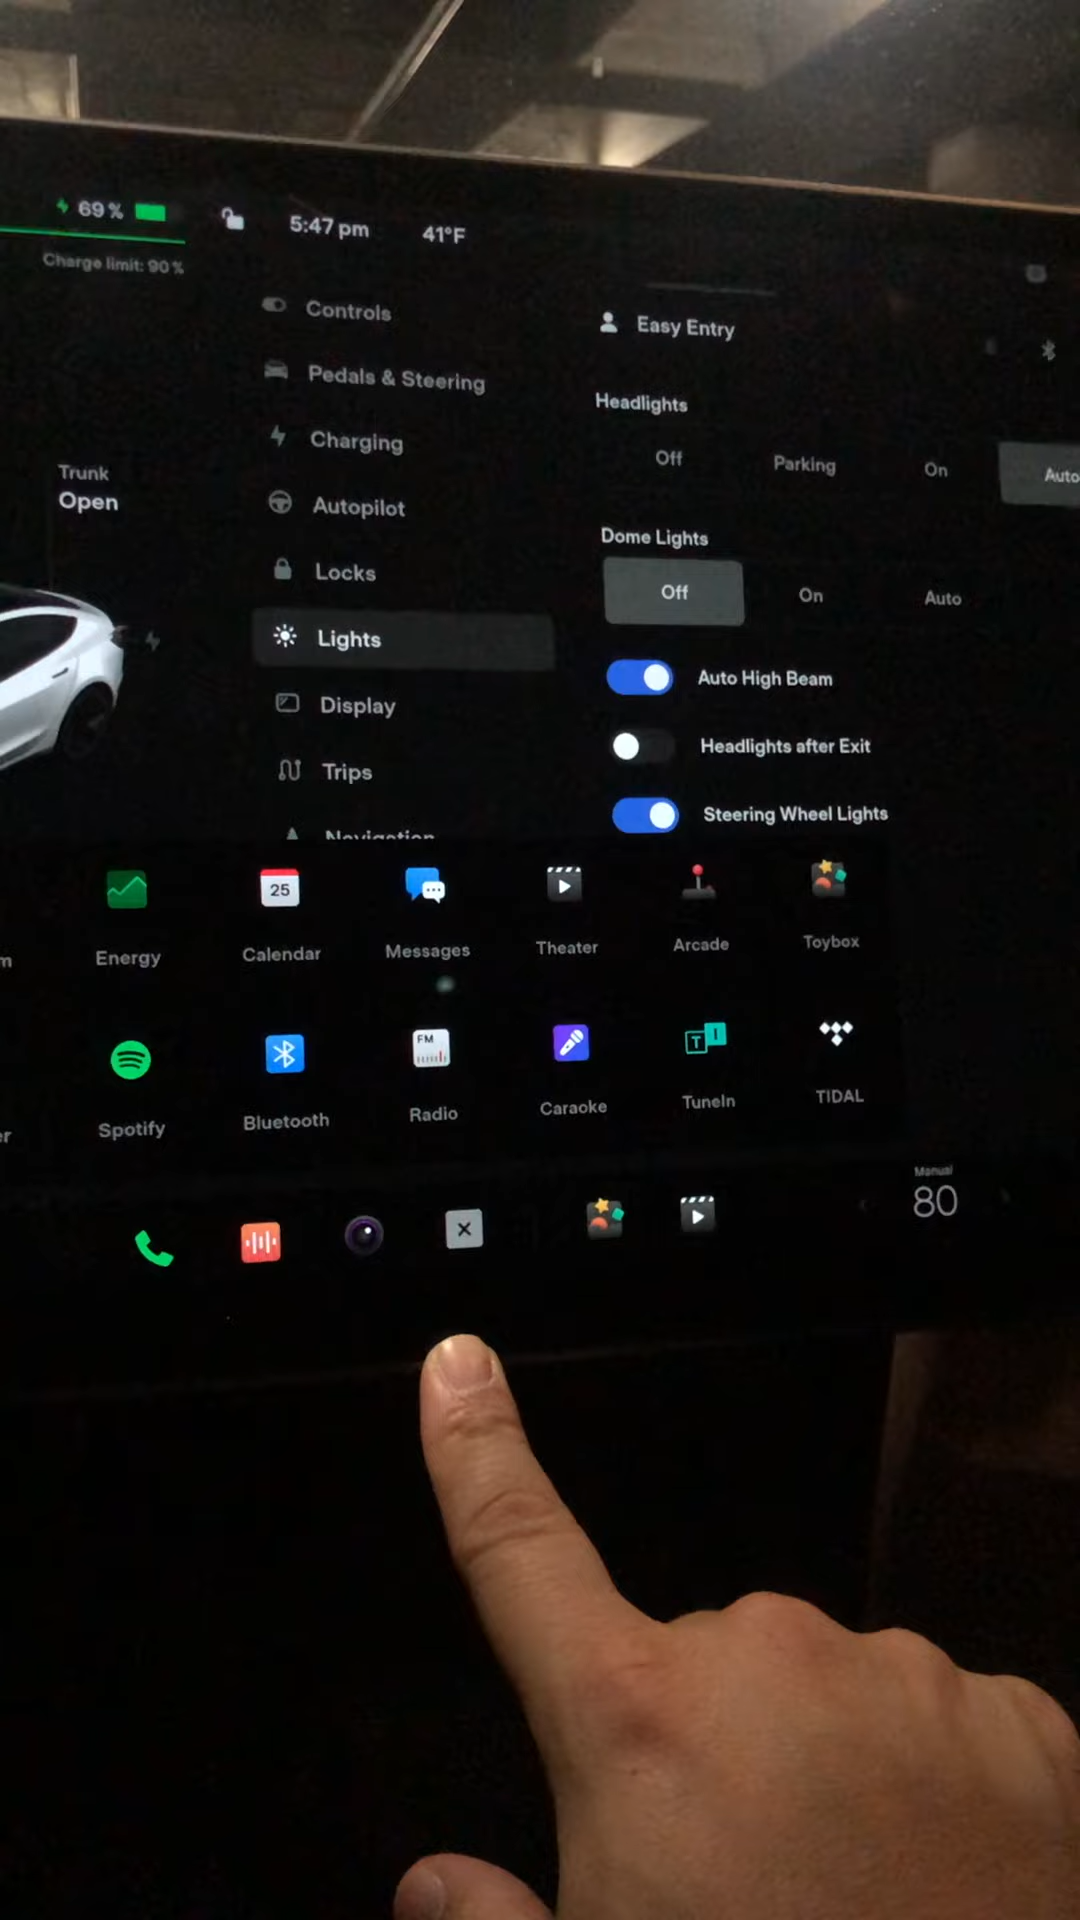 69%
5:47 pm
41°F
Charge limit: 90%
Controls
Pedals & Steering
Charging
Autopilot
Locks
Lights
Display
Trips
Navigation
Trunk
Open
Easy Entry
Headlights
Off
Parking
On
Auto
Dome Lights
Off
On
Auto
Auto High Beam
Headlights after Exit
Steering Wheel Lights
25
Energy
Calendar
Messages
Theater
Arcade
Toybox
FM
T I
Spotify
Bluetooth
Radio
Caraoke
TuneIn
TIDAL
Manual
80